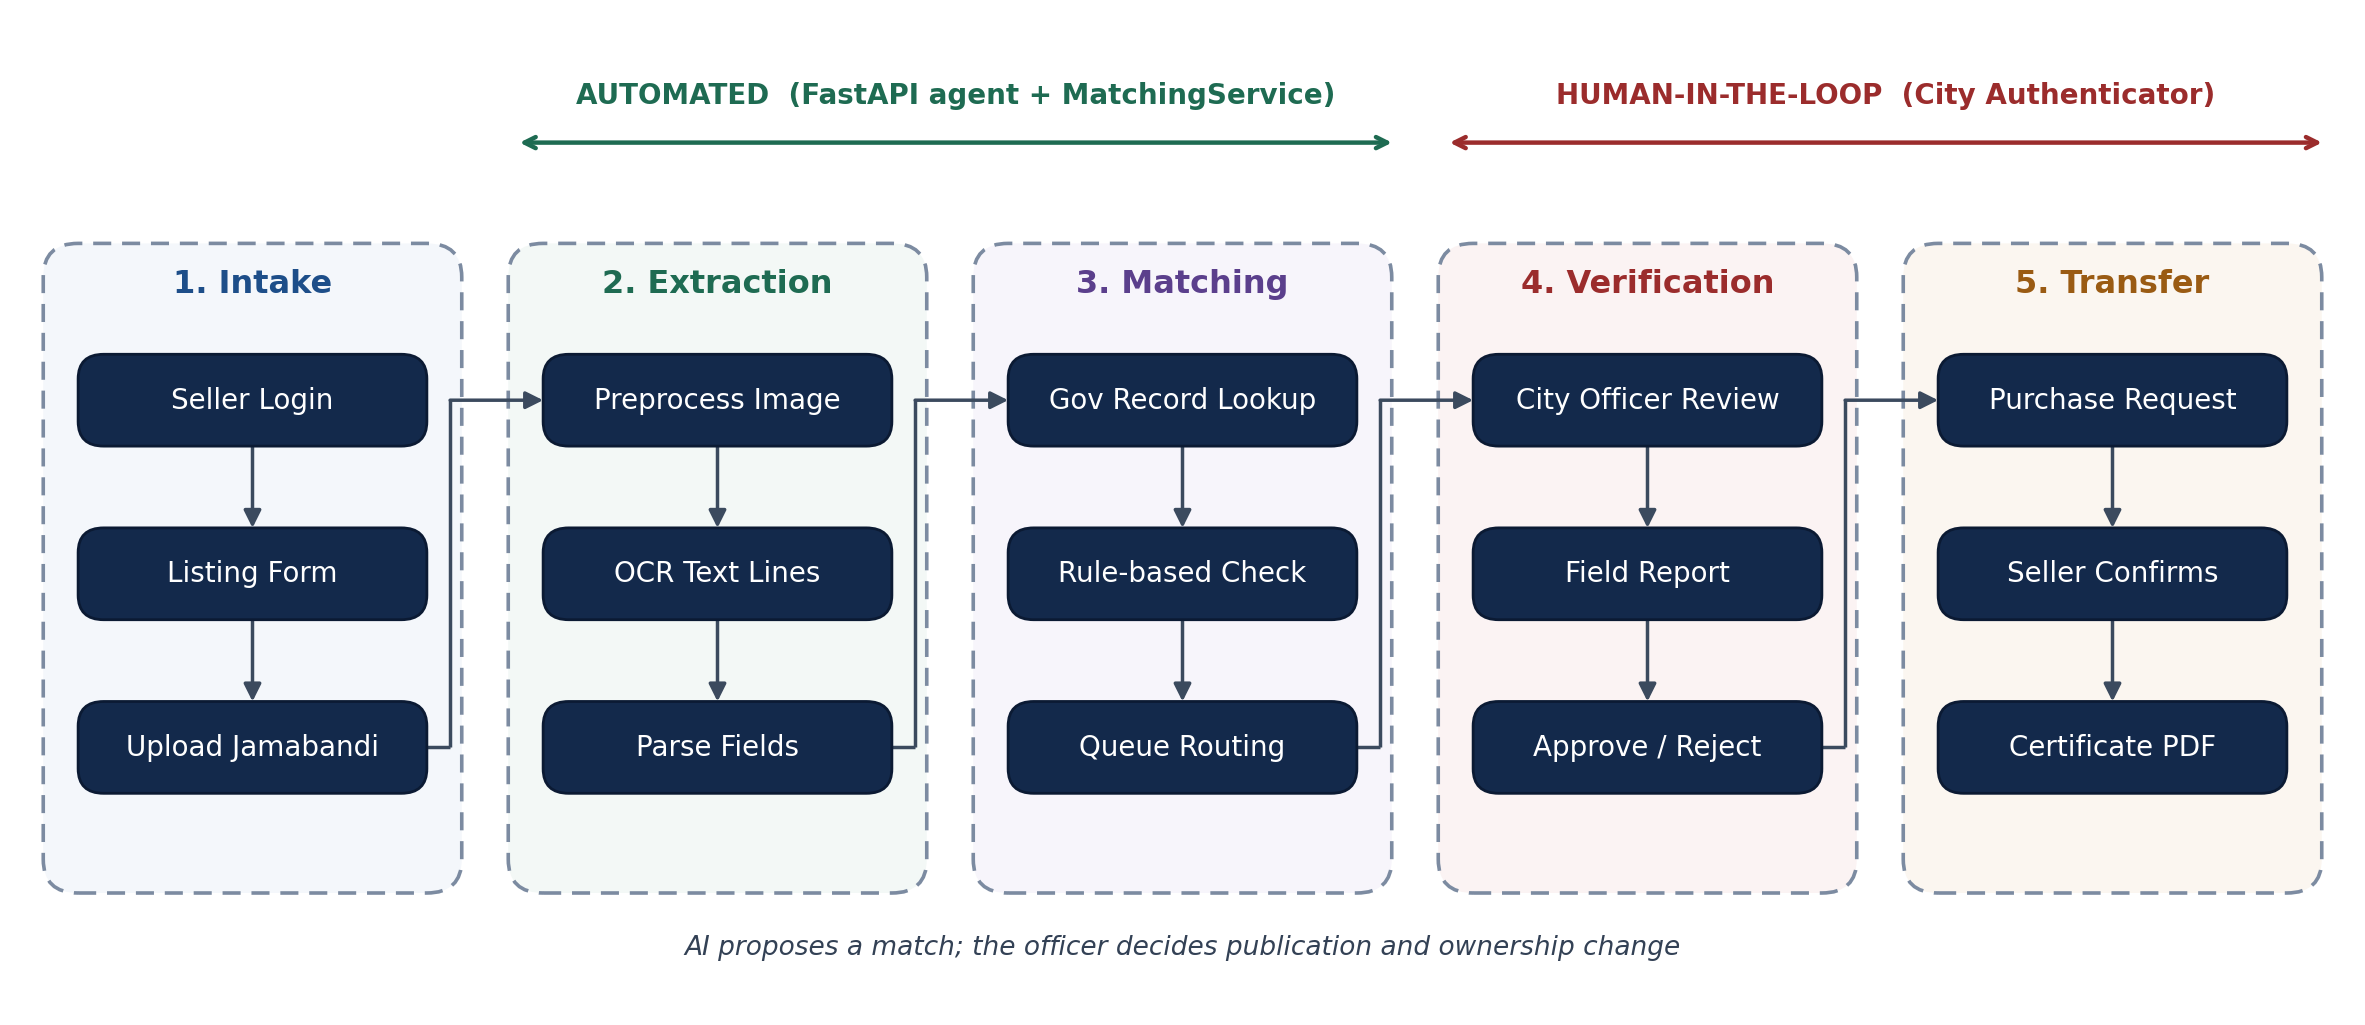 AUTOMATED (FastAPI agent + MatchingService)
HUMAN-IN-THE-LOOP (City Authenticator)
1. Intake
Seller Login
Listing Form
Upload Jamabandi
2. Extraction
Preprocess Image
OCR Text Lines
Parse Fields
3. Matching
Gov Record Lookup
Rule-based Check
Queue Routing
4. Verification
City Officer Review
Field Report
Approve / Reject
5. Transfer
Purchase Request
Seller Confirms
Certificate PDF
AI proposes a match; the officer decides publication and ownership change